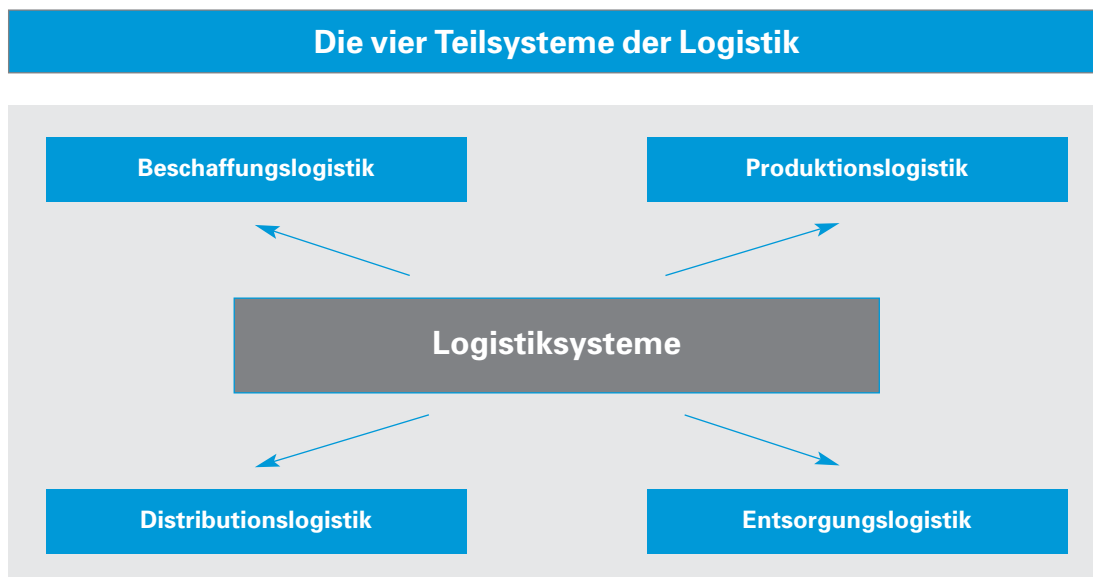 Die vier Teilsysteme der Logistik
Beschaffungslogistik
Produktionslogistik
Logistiksysteme
Distributionslogistik
Entsorgungslogistik